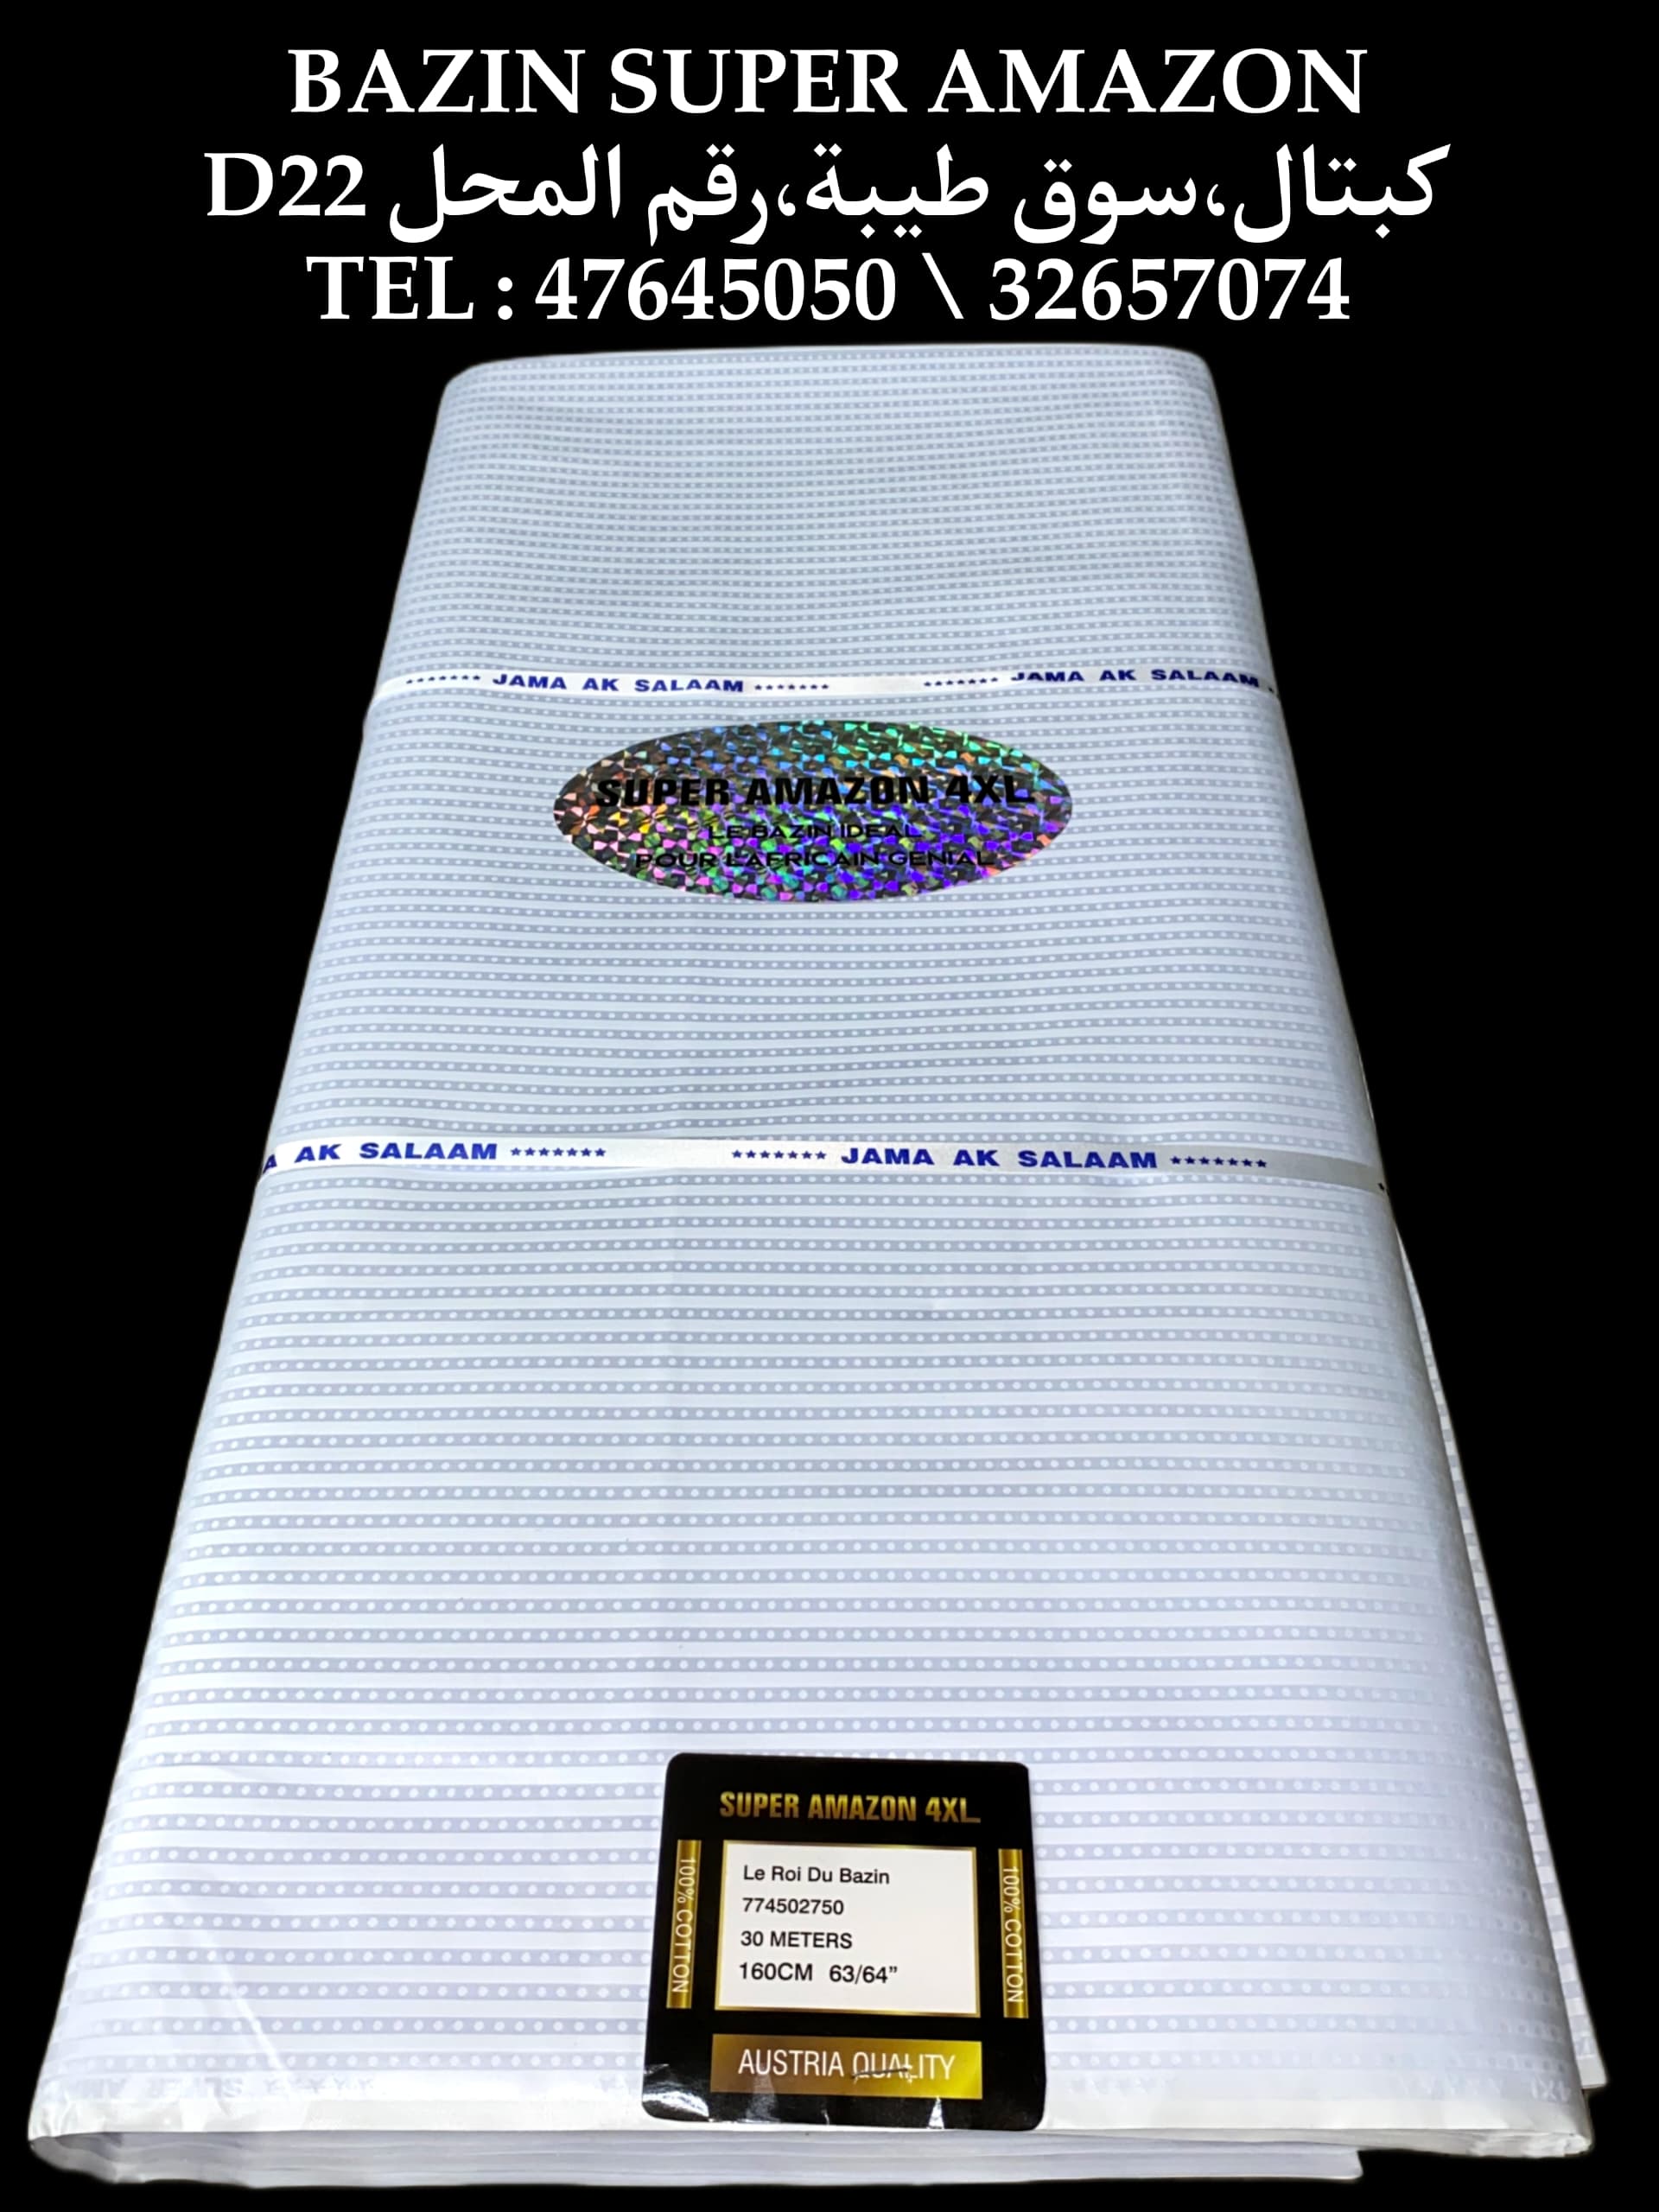 BAZIN SUPER AMAZON
كبتال،سوق طيبة،رقم المحل D22
TEL : 47645050 \ 32657074
******* JAMA AK SALAAM ******* ******* JAMA AK SALAAM
SUPER AMAZON 4XL
LE BAZIN IDEAL
POUR L'AFRICAIN GENIAL
A AK SALAAM ******* ******* JAMA AK SALAAM *******
SUPER AMAZON 4XL
100% COTTON
Le Roi Du Bazin
774502750
30 METERS
160CM 63/64”
100% COTTON
AUSTRIA QUALITY
SUPER
4XL